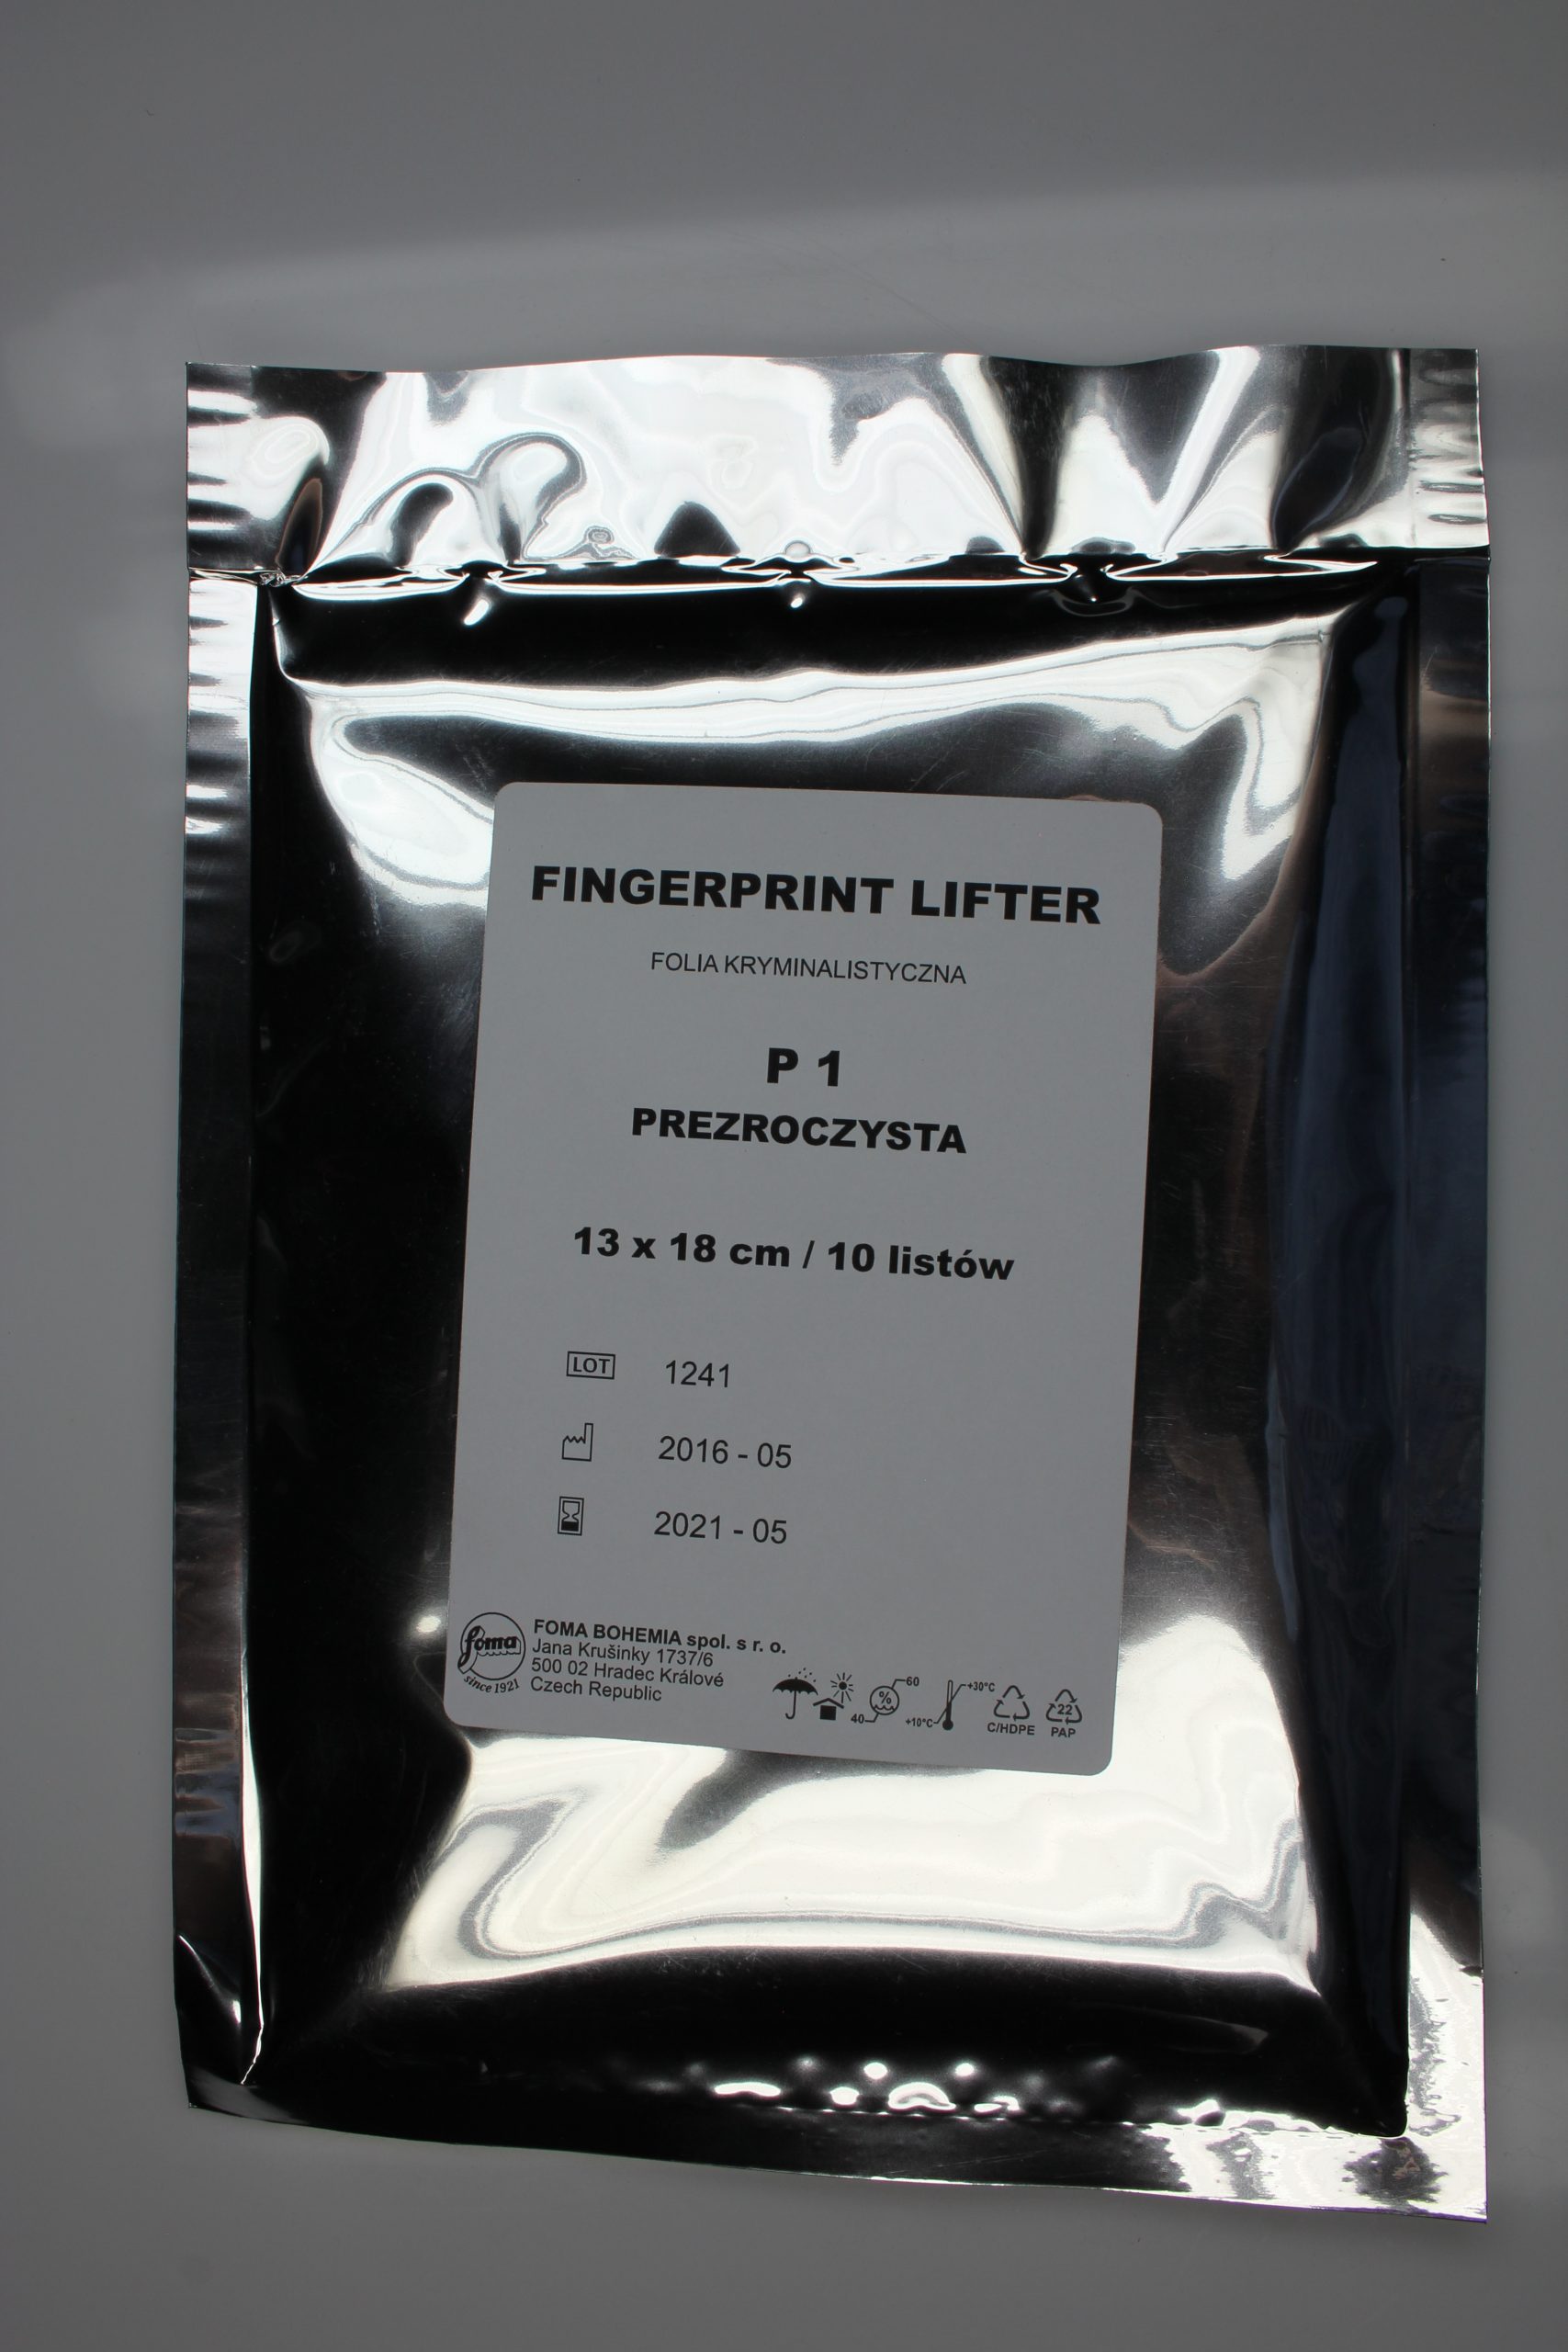 FINGERPRINT LIFTER
FOLIA KRYMINALISTYCZNA
P 1
PREZROCZYSTA
13 x 18 cm / 10 listów
LOT 1241
2016 - 05
2021 - 05
foma
since 1921
FOMA BOHEMIA spol. s r. o.
Jana Krušinky 1737/6
500 02 Hradec Králové
Czech Republic
% 60
40
+30°C
+10°C
C/HDPE
22
PAP